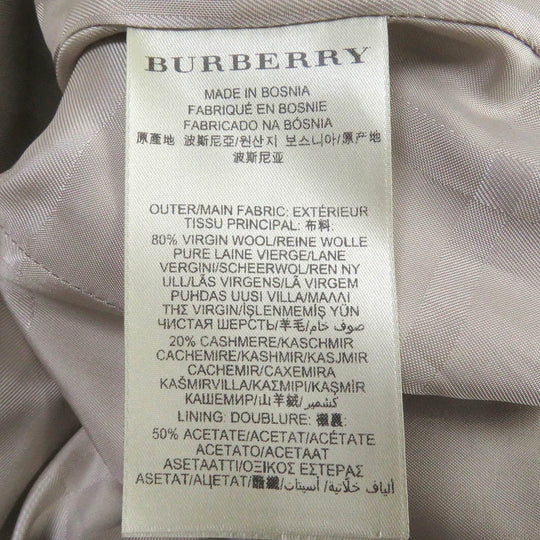 BURBERRY
MADE IN BOSNIA
FABRIQUÉ EN BOSNIE
FABRICADO NA BÓSNIA
原產地 波斯尼亞/원산지 보스니아/原产地
波斯尼亚
OUTER/MAIN FABRIC: EXTÉRIEUR
TISSU PRINCIPAL: 布料:
80% VIRGIN WOOL/REINE WOLLE
PURE LAINE VIERGE/LANE
VERGINI/SCHEERWOL/REN NY
ULL/LÃS VIRGENS/LÃ VIRGEM
PUHDAS UUSI VILLA/ΜΑΛΛΙ
ΤΗΣ VIRGIN/İŞLENMEMİŞ YÜN
ЧИСТАЯ ШЕРСТЬ/羊毛/صوف خام
20% CASHMERE/KASCHMIR
CACHEMIRE/KASHMIR/KASJMIR
CACHEMIR/CAXEMIRA
KAŠMIRVILLA/ΚΑΣΜΙΡΙ/KAŞMİR
КАШЕМИР/山羊絨/كشمير
LINING: DOUBLURE: 襯裏:
50% ACETATE/ACETAT/ACÉTATE
ACETATO/ACETAAT
ASETAATTI/ΟΞΙΚΟΣ ΕΣΤΕΡΑΣ
ASETAT/АЦЕТАТ/醋纖/أسيتات/ألياف خلاتية